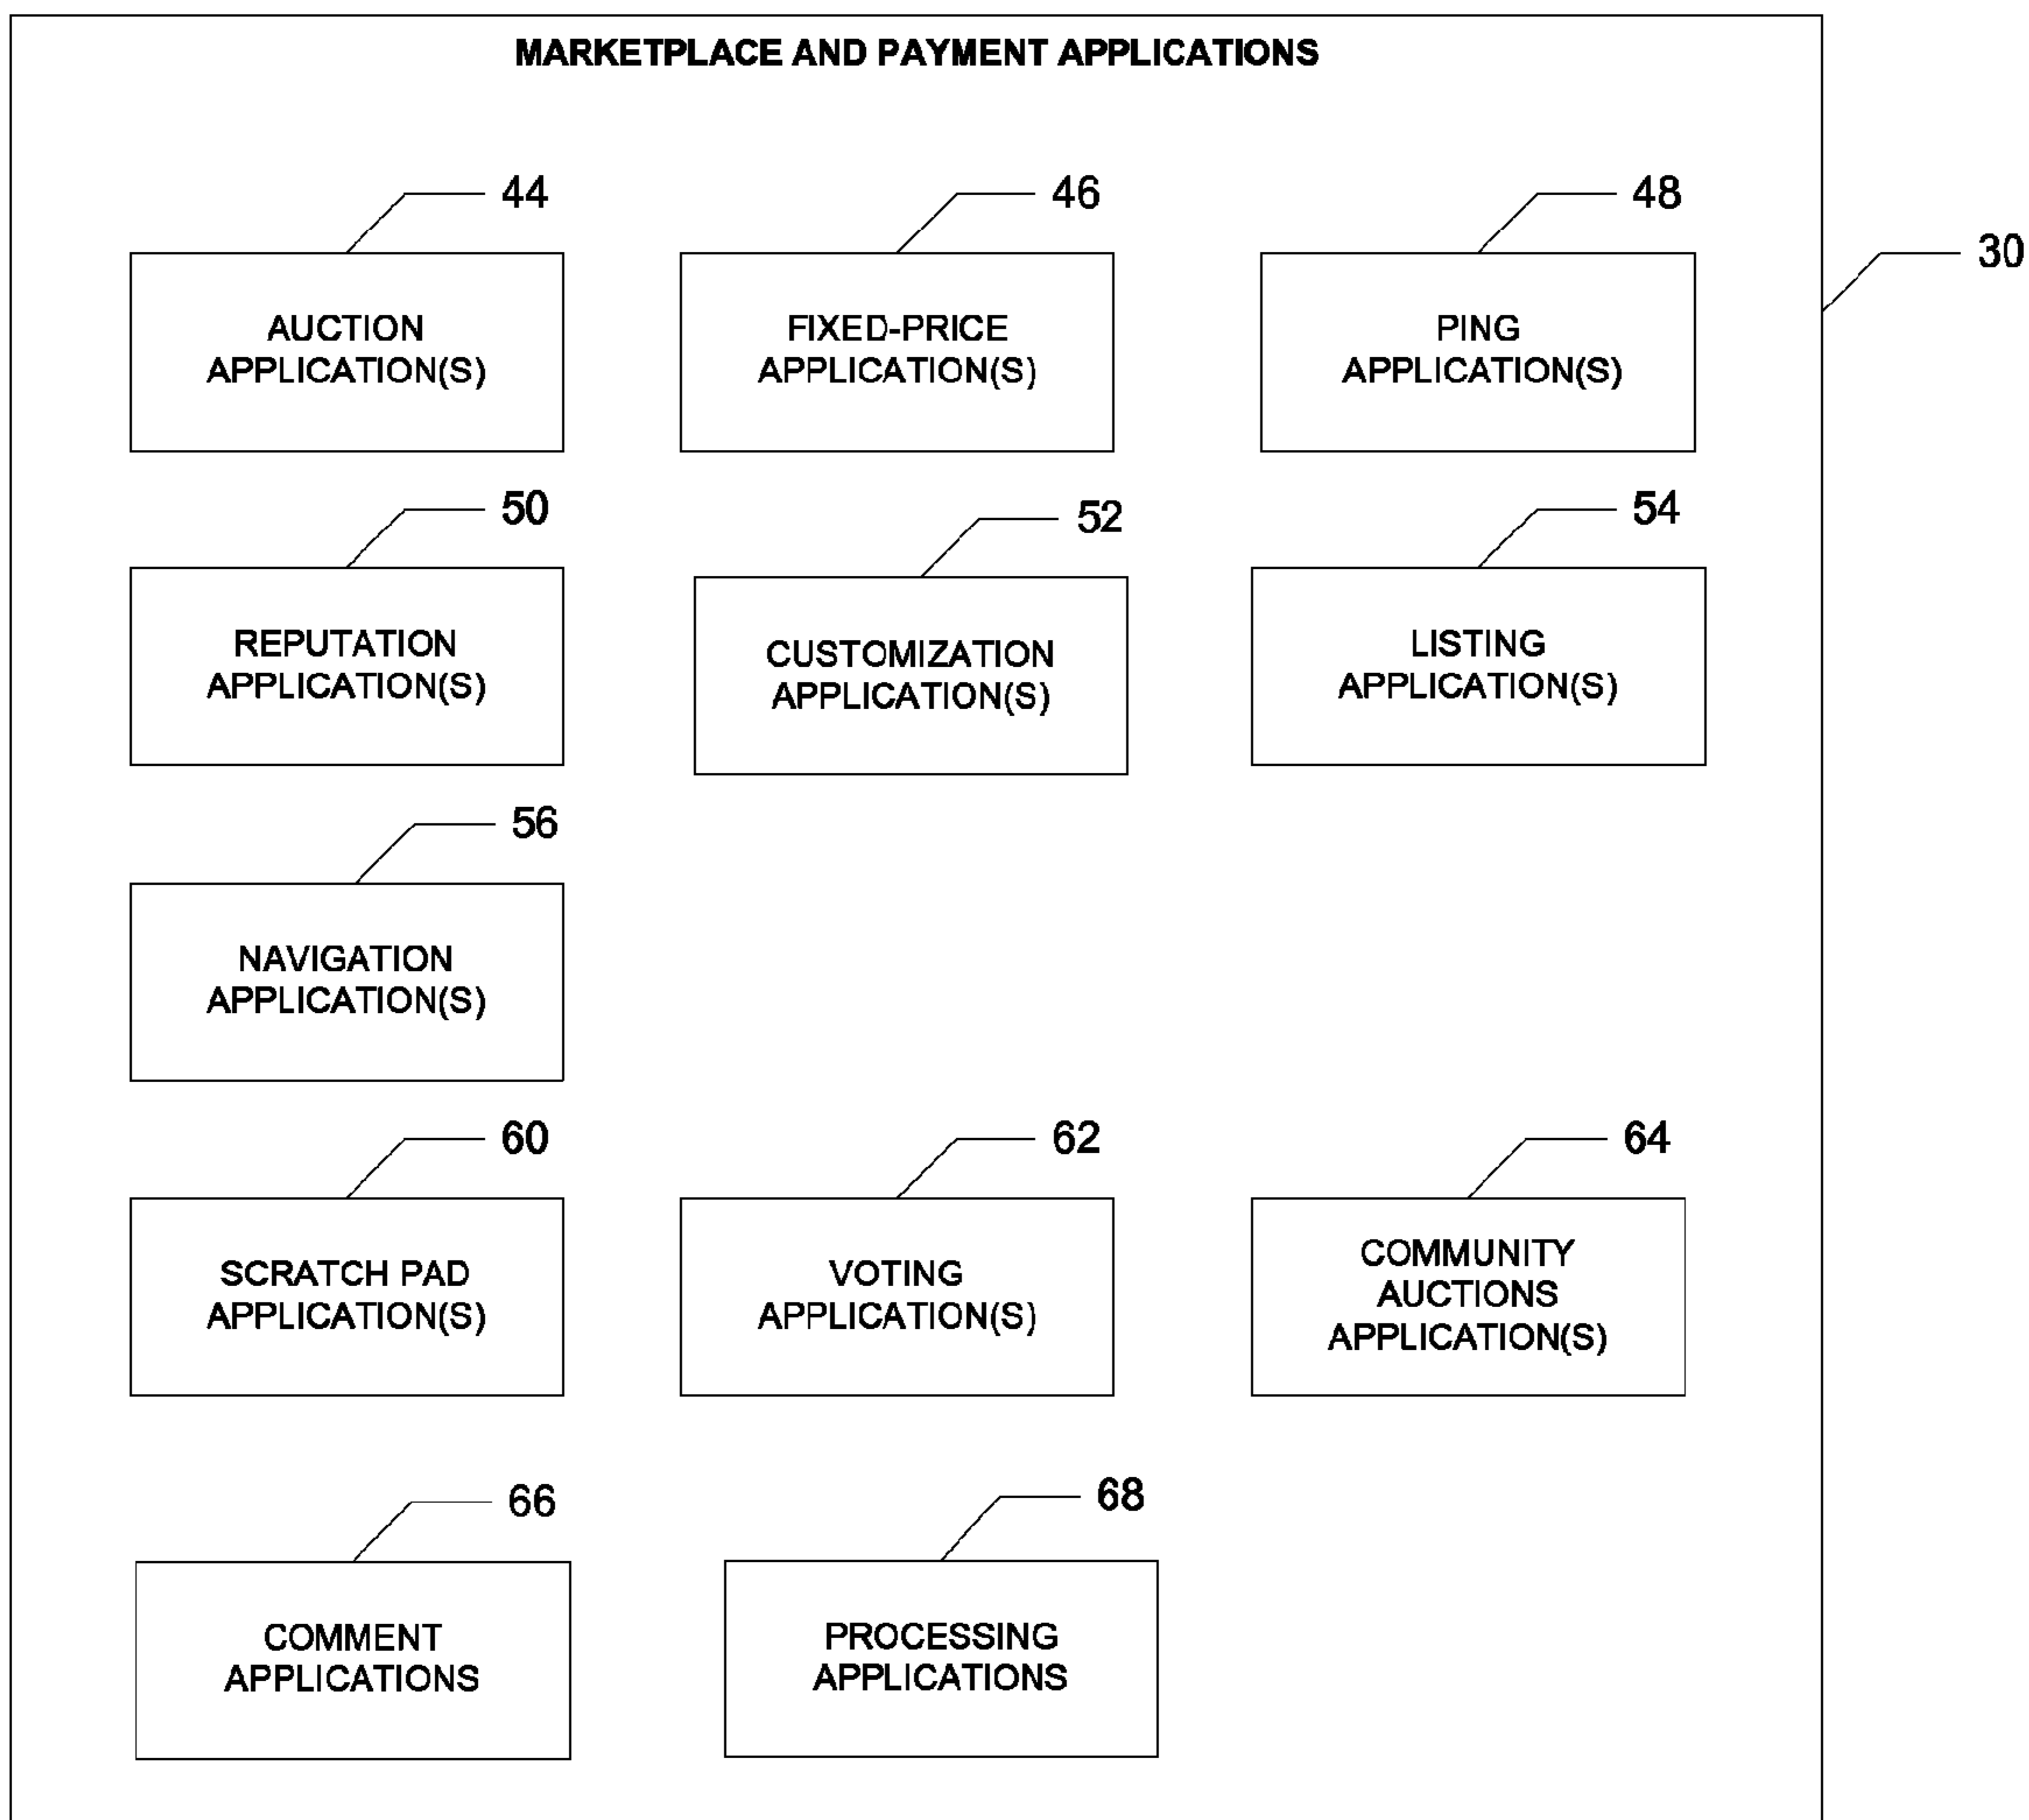 MARKETPLACE AND PAYMENT APPLICATIONS
30
44
AUCTION
APPLICATION(S)
46
FIXED-PRICE
APPLICATION(S)
48
PING
APPLICATION(S)
50
REPUTATION
APPLICATION(S)
52
CUSTOMIZATION
APPLICATION(S)
54
LISTING
APPLICATION(S)
56
NAVIGATION
APPLICATION(S)
60
SCRATCH PAD
APPLICATION(S)
62
VOTING
APPLICATION(S)
64
COMMUNITY
AUCTIONS
APPLICATION(S)
66
COMMENT
APPLICATIONS
68
PROCESSING
APPLICATIONS